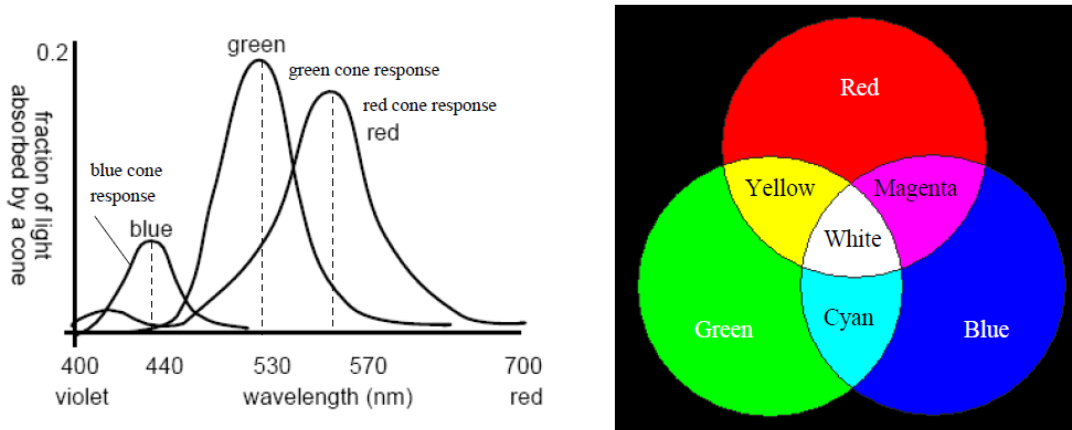 0.2
fraction of light
absorbed by a cone
green
green cone response
red cone response
red
blue cone
response
blue
400 440 530 570 700
violet wavelength (nm) red
Red
Yellow Magenta
White
Green Cyan Blue